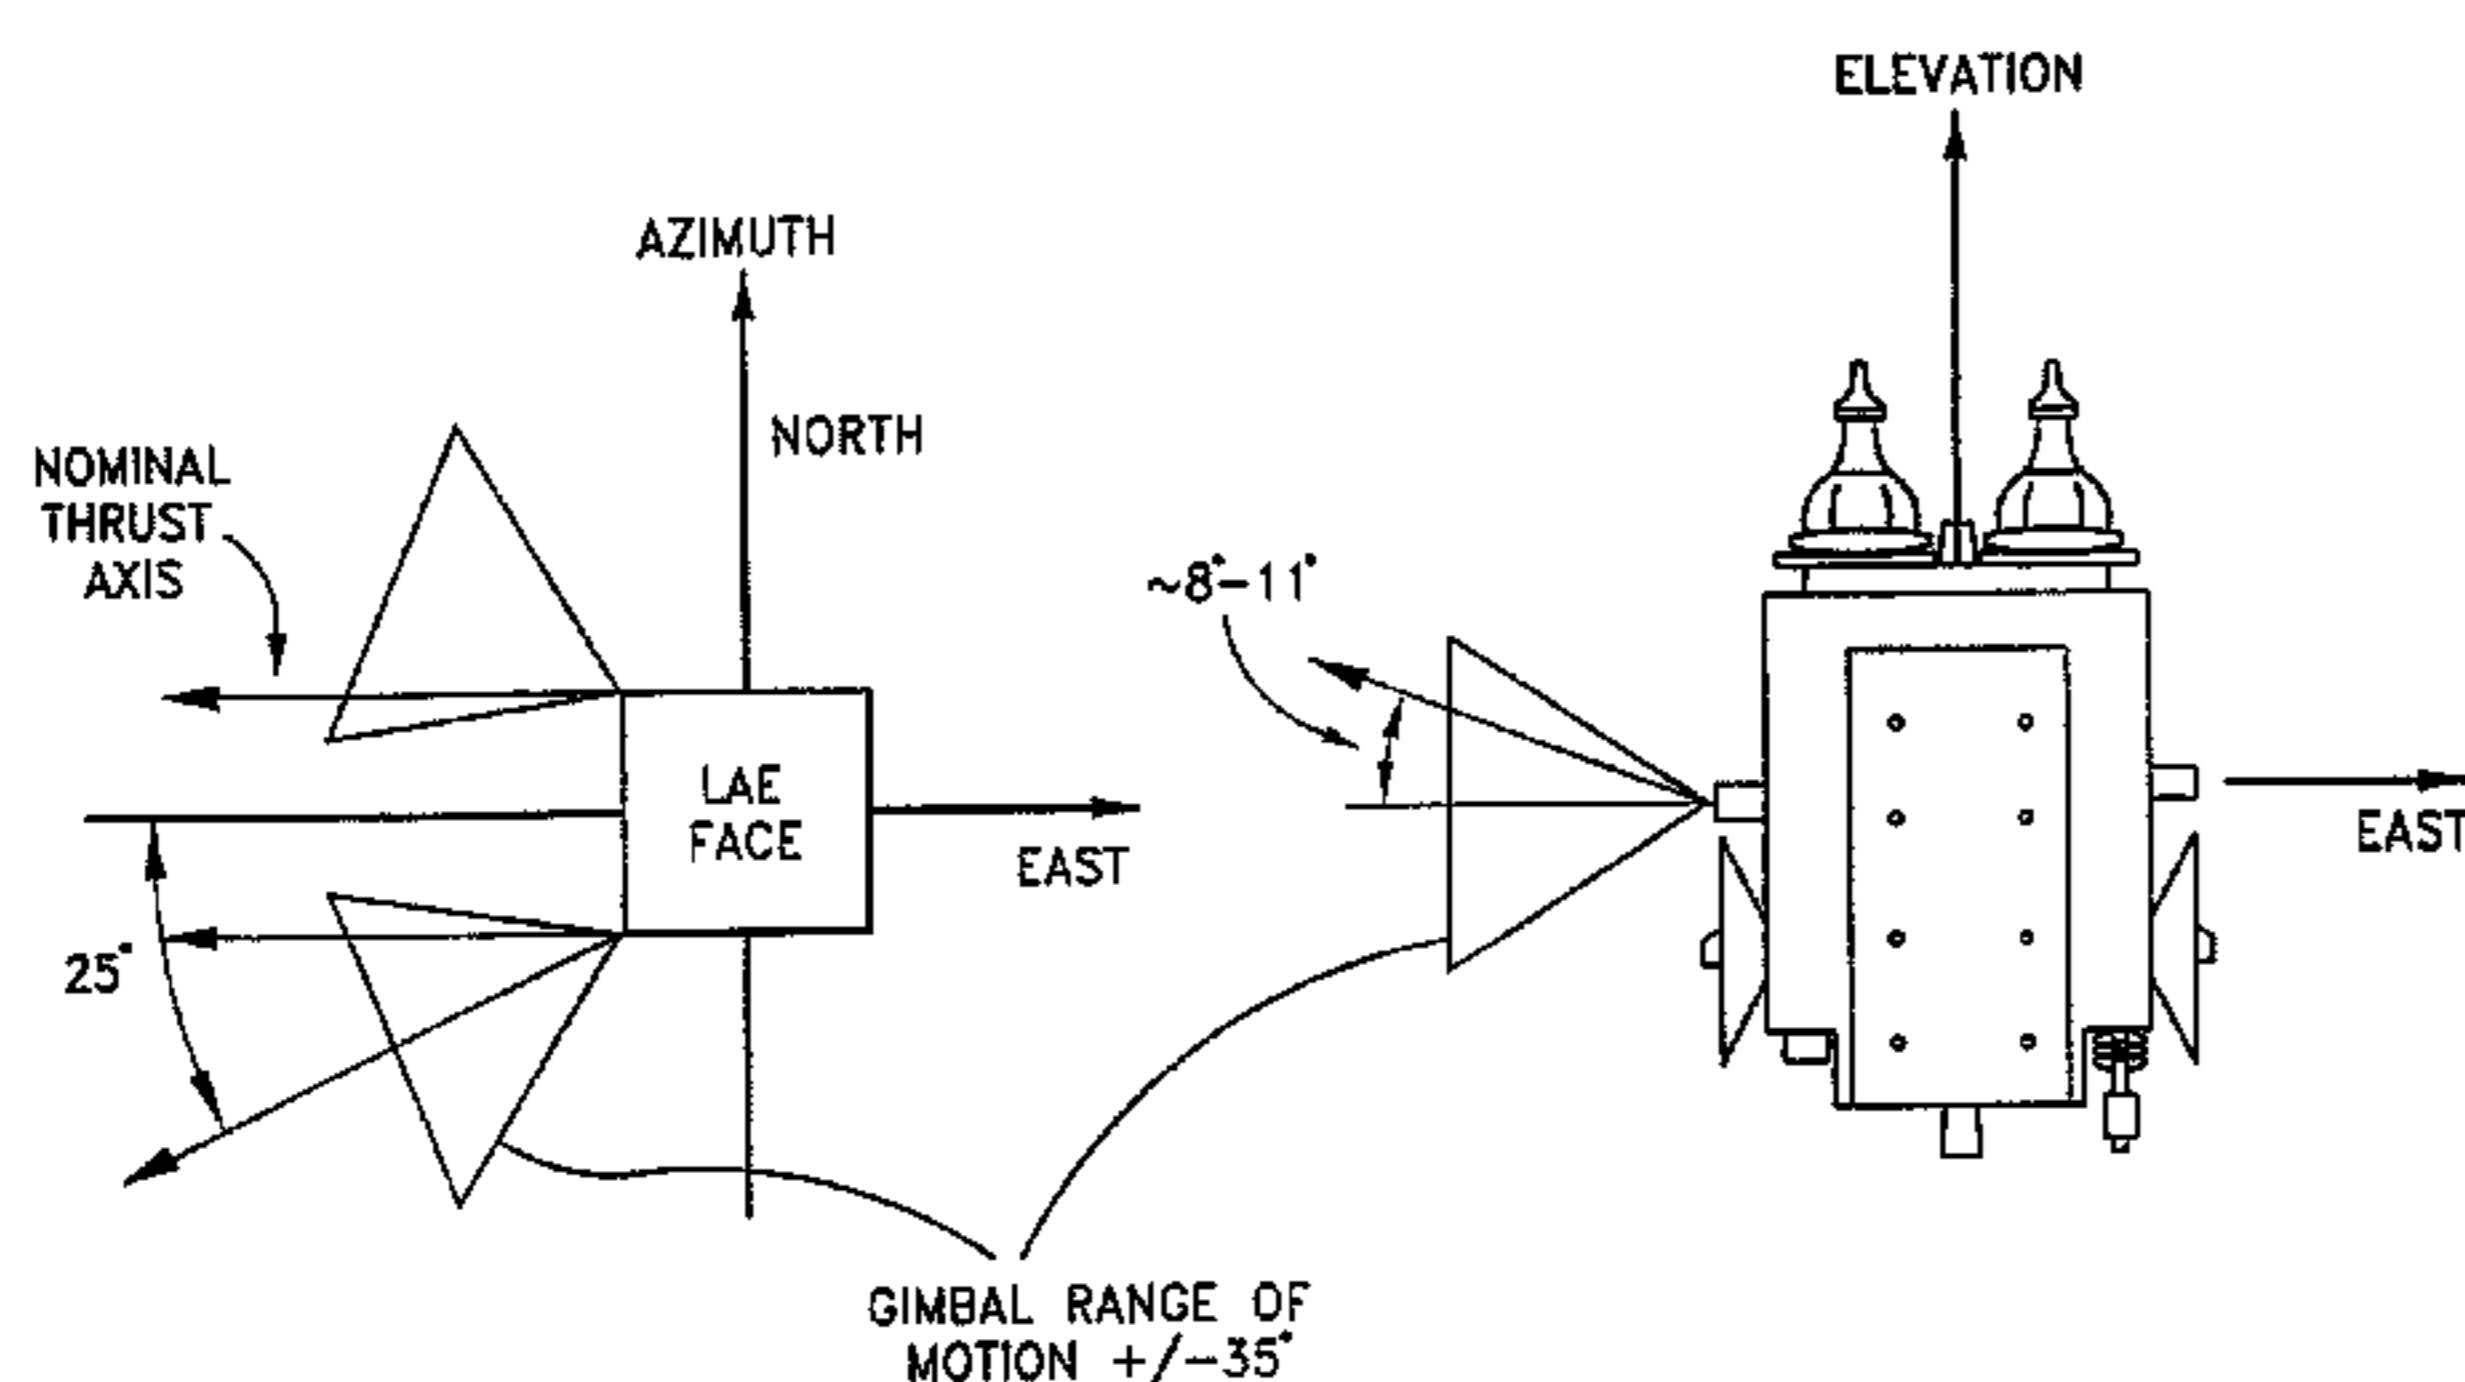 AZIMUTH
NORTH
NOMINAL
THRUST
AXIS
LAE
FACE
EAST
25°
ELEVATION
~8°-11°
EAST
GIMBAL RANGE OF
MOTION +/-35°